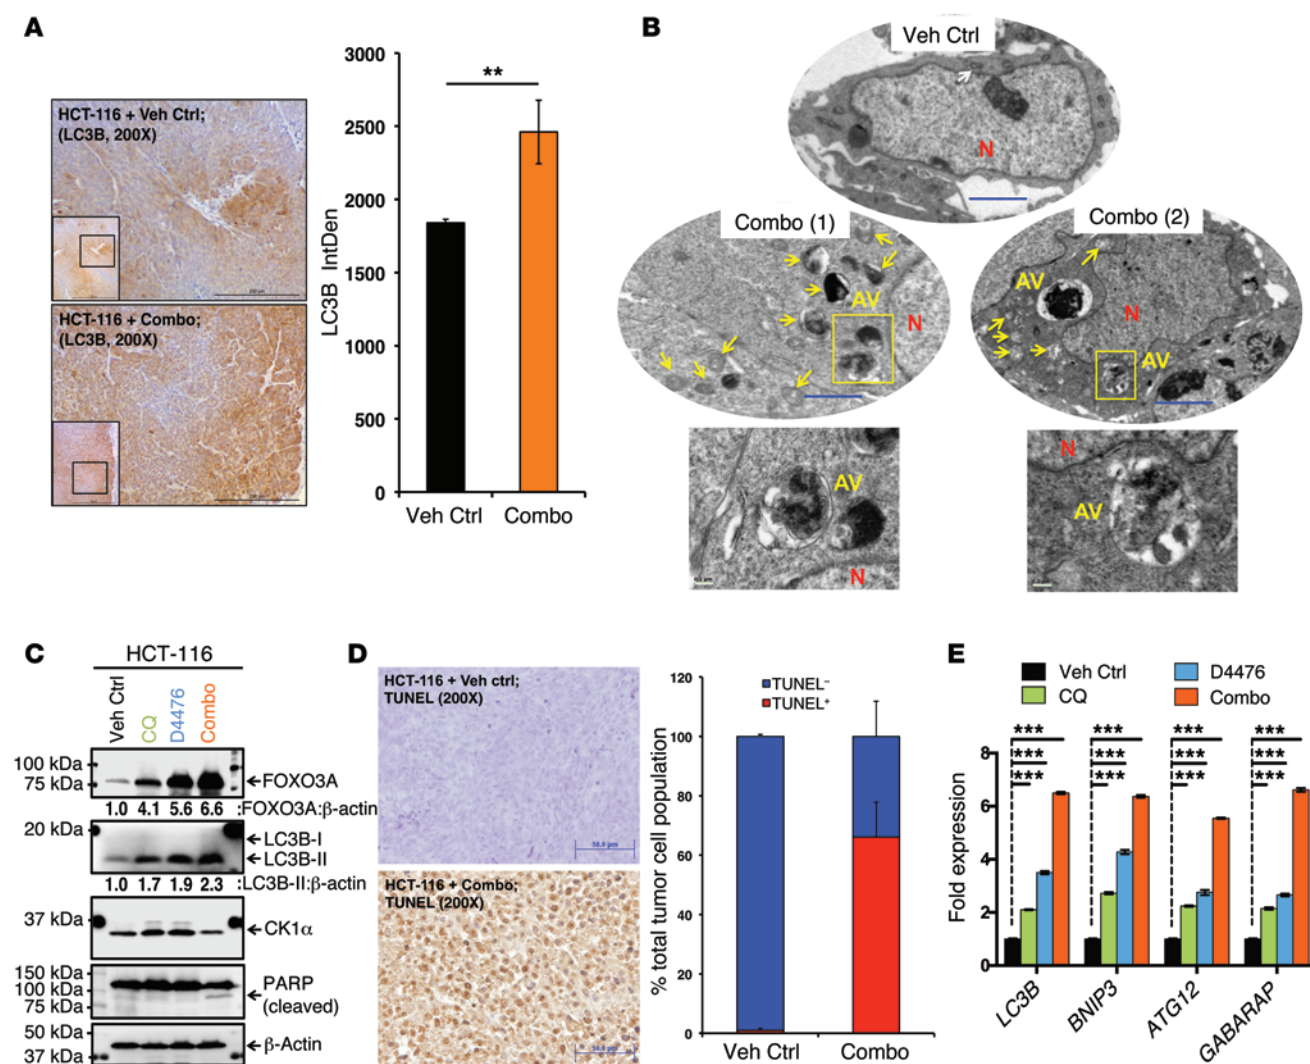 A
HCT-116 + Veh Ctrl;
(LC3B, 200X)
HCT-116 + Combo;
(LC3B, 200X)
LC3B IntDen
3000
2500
2000
1500
1000
500
0
**
Veh Ctrl
Combo
B
Veh Ctrl
N
Combo (1)
AV
N
Combo (2)
AV
N
AV
AV
N
N
AV
C
HCT-116
Veh Ctrl
CQ
D4476
Combo
100 kDa
75 kDa
FOXO3A
1.0 4.1 5.6 6.6 :FOXO3A:β-actin
20 kDa
LC3B-I
LC3B-II
1.0 1.7 1.9 2.3 :LC3B-II:β-actin
37 kDa
CK1α
150 kDa
100 kDa
75 kDa
PARP
(cleaved)
50 kDa
37 kDa
β-Actin
D
HCT-116 + Veh ctrl;
TUNEL (200X)
50.0 µm
HCT-116 + Combo;
TUNEL (200X)
50.0 µm
% total tumor cell population
120
100
80
60
40
20
0
TUNEL⁻
TUNEL⁺
Veh Ctrl
Combo
E
Veh Ctrl
CQ
D4476
Combo
Fold expression
8
6
4
2
0
*** *** *** ***
*** *** *** ***
*** *** *** ***
LC3B
BNIP3
ATG12
GABARAP